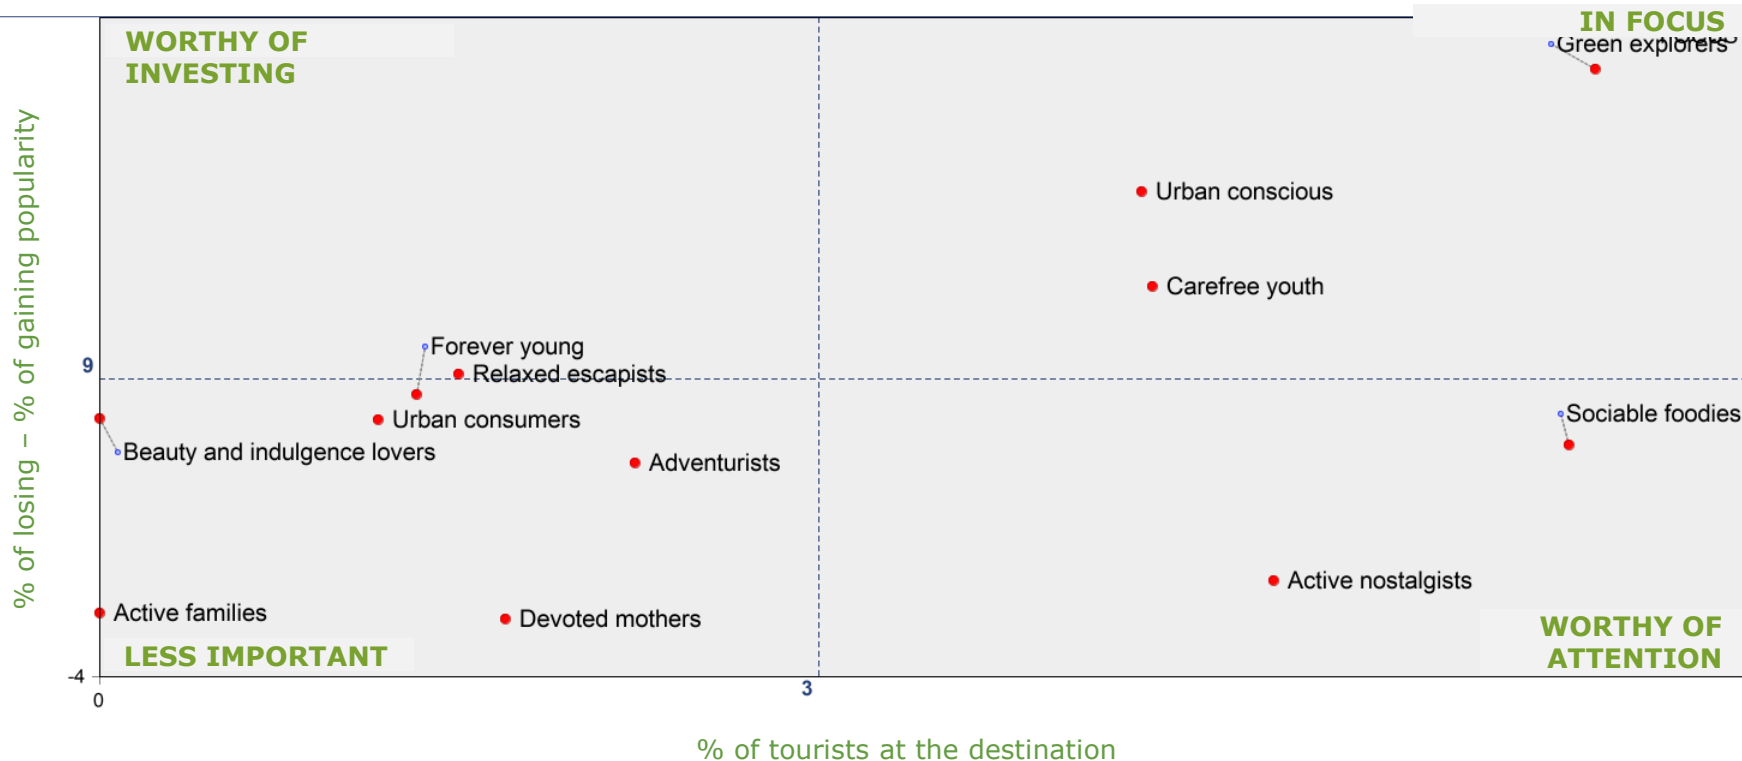 IN FOCUS
WORTHY OF
INVESTING
Green explorers
Urban conscious
Carefree youth
Forever young
9
Relaxed escapists
Urban consumers
Sociable foodies
Beauty and indulgence lovers
Adventurists
Active nostalgists
Active families
Devoted mothers
WORTHY OF
ATTENTION
LESS IMPORTANT
-4
0
3
% of losing – % of gaining popularity
% of tourists at the destination